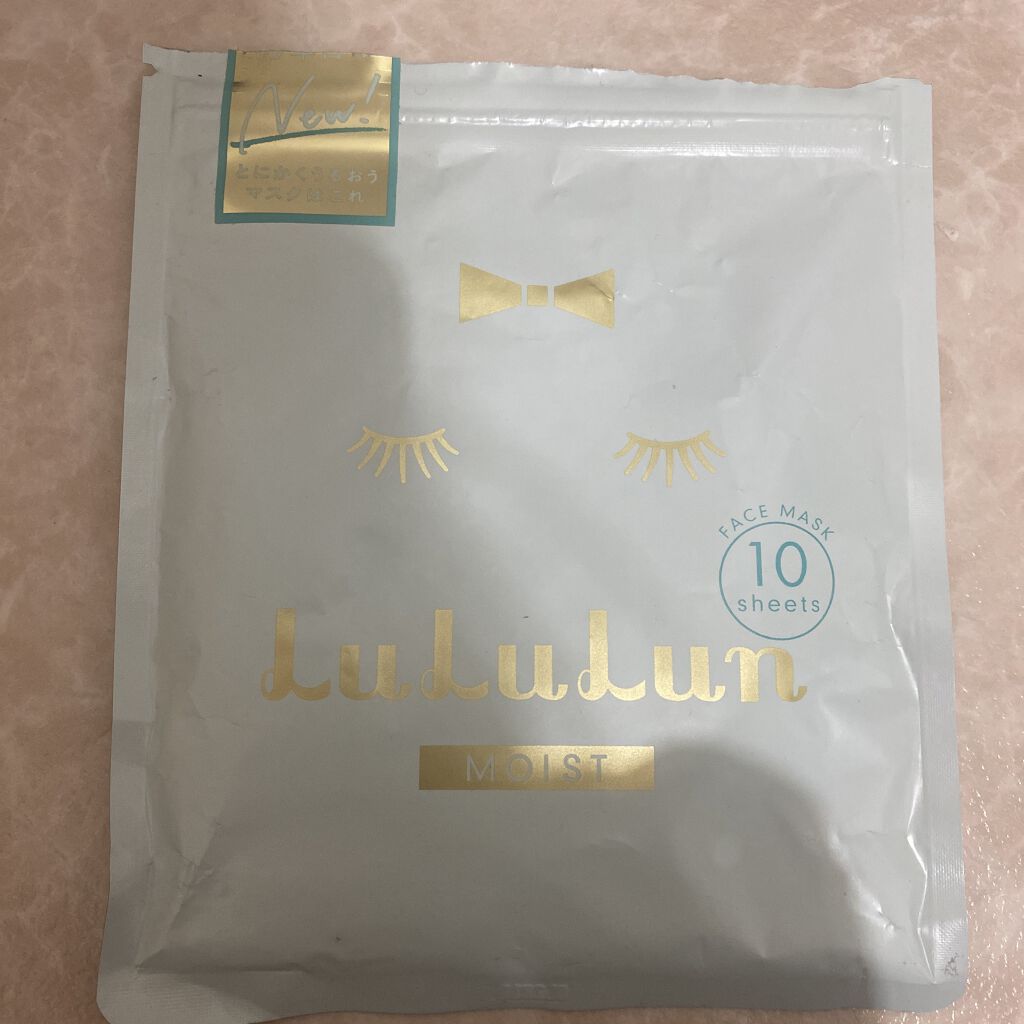 New!
とにかくうるおう
マスクはこれ
FACE MASK
10
sheets
LuLuLun
MOIST